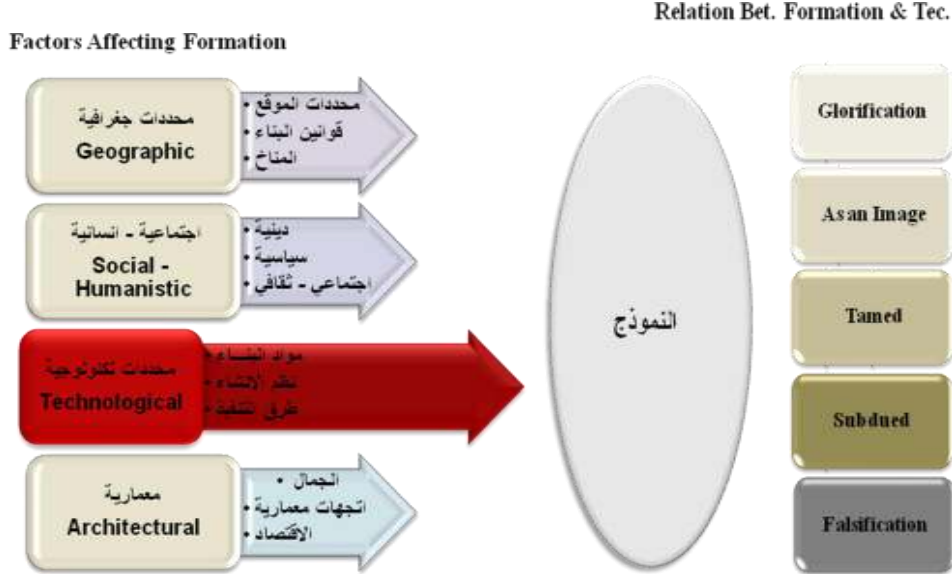 Relation Bet. Formation & Tec.
Factors Affecting Formation
محددات جغرافية
Geographic
• محددات الموقع
• قوانين البناء
• المناخ
اجتماعية - انسانية
Social -
Humanistic
• دينية
• سياسية
• اجتماعي - ثقافي
محددات تكنولوجية
Technological
• مواد البنـــاء
• نظم الانشاء
• طرق التنفيذ
معمارية
Architectural
• الجمال
• اتجهات معمارية
• الاقتصاد
النموذج
Glorification
As an Image
Tamed
Subdued
Falsification